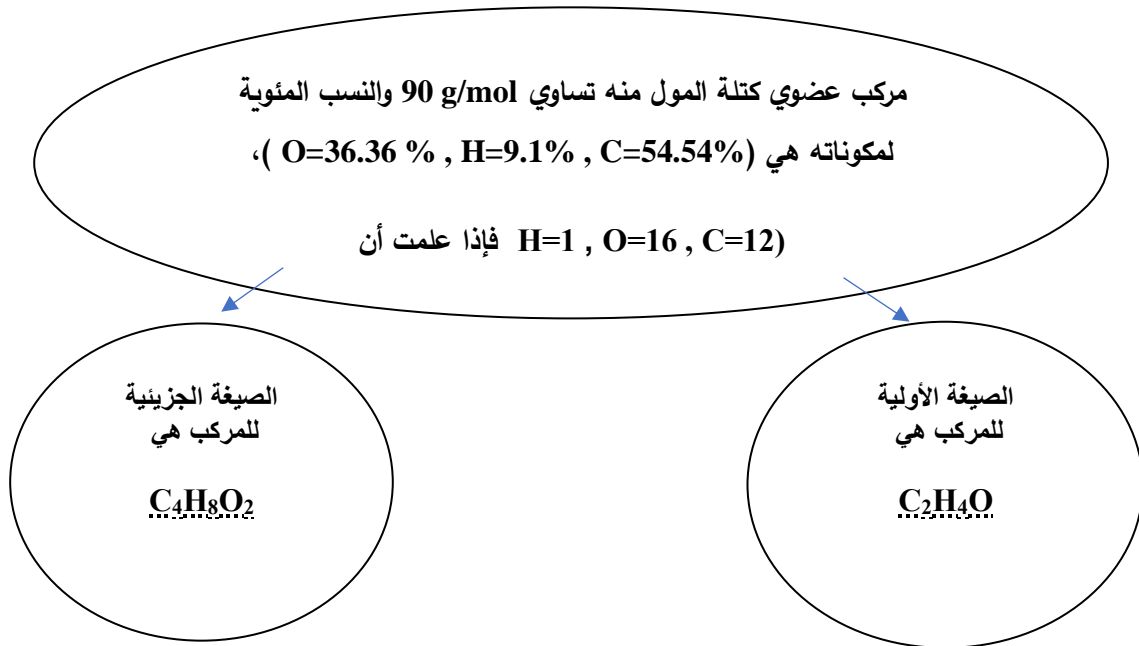 مركب عضوي كتلة المول منه تساوي 90 g/mol والنسب المئوية
لمكوناته هي (O=36.36 % , H=9.1% , C=54.54% )،
فإذا علمت أن H=1 , O=16 , C=12)
الصيغة الأولية
للمركب هي
C₂H₄O
الصيغة الجزيئية
للمركب هي
C₄H₈O₂